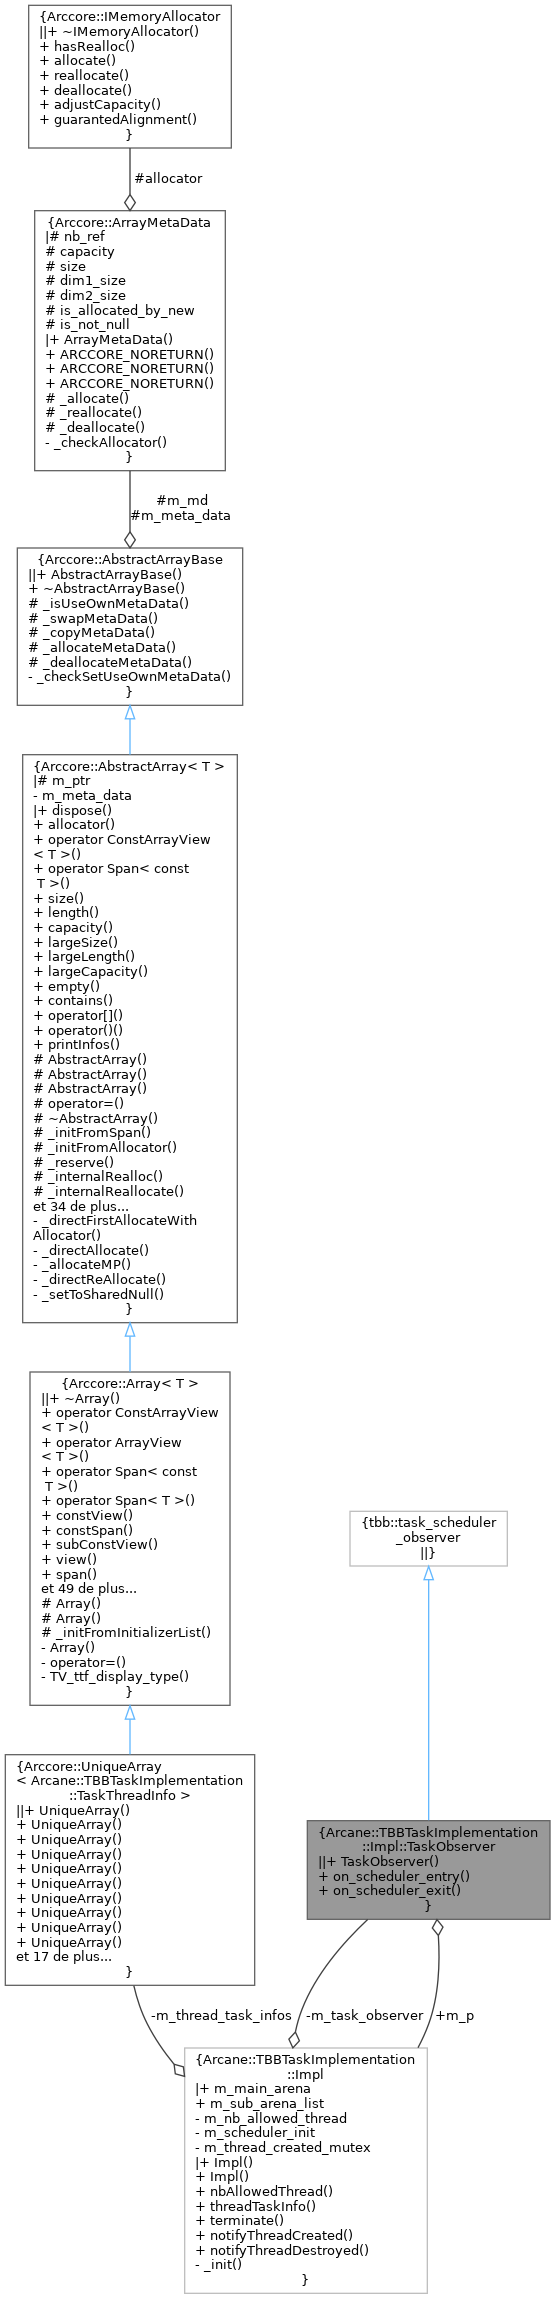 {Arccore::IMemoryAllocator
||+ ~IMemoryAllocator()
+ hasRealloc()
+ allocate()
+ reallocate()
+ deallocate()
+ adjustCapacity()
+ guarantedAlignment()
}
#allocator
{Arccore::ArrayMetaData
|# nb_ref
# capacity
# size
# dim1_size
# dim2_size
# is_allocated_by_new
# is_not_null
|+ ArrayMetaData()
+ ARCCORE_NORETURN()
+ ARCCORE_NORETURN()
+ ARCCORE_NORETURN()
# _allocate()
# _reallocate()
# _deallocate()
- _checkAllocator()
}
#m_md
#m_meta_data
{Arccore::AbstractArrayBase
||+ AbstractArrayBase()
+ ~AbstractArrayBase()
# _isUseOwnMetaData()
# _swapMetaData()
# _copyMetaData()
# _allocateMetaData()
# _deallocateMetaData()
- _checkSetUseOwnMetaData()
}
{Arccore::AbstractArray< T >
|# m_ptr
- m_meta_data
|+ dispose()
+ allocator()
+ operator ConstArrayView
< T >()
+ operator Span< const
T >()
+ size()
+ length()
+ capacity()
+ largeSize()
+ largeLength()
+ largeCapacity()
+ empty()
+ contains()
+ operator[]()
+ operator()()
+ printInfos()
# AbstractArray()
# AbstractArray()
# AbstractArray()
# operator=()
# ~AbstractArray()
# _initFromSpan()
# _initFromAllocator()
# _reserve()
# _internalRealloc()
# _internalReallocate()
et 34 de plus...
- _directFirstAllocateWith
Allocator()
- _directAllocate()
- _allocateMP()
- _directReAllocate()
- _setToSharedNull()
}
{Arccore::Array< T >
||+ ~Array()
+ operator ConstArrayView
< T >()
+ operator ArrayView
< T >()
+ operator Span< const
T >()
+ operator Span< T >()
+ constView()
+ constSpan()
+ subConstView()
+ view()
+ span()
et 49 de plus...
# Array()
# Array()
# _initFromInitializerList()
- Array()
- operator=()
- TV_ttf_display_type()
}
{tbb::task_scheduler
_observer
||}
{Arccore::UniqueArray
< Arcane::TBBTaskImplementation
::TaskThreadInfo >
||+ UniqueArray()
+ UniqueArray()
+ UniqueArray()
+ UniqueArray()
+ UniqueArray()
+ UniqueArray()
+ UniqueArray()
+ UniqueArray()
+ UniqueArray()
+ UniqueArray()
et 17 de plus...
}
{Arcane::TBBTaskImplementation
::Impl::TaskObserver
||+ TaskObserver()
+ on_scheduler_entry()
+ on_scheduler_exit()
}
-m_thread_task_infos
-m_task_observer
+m_p
{Arcane::TBBTaskImplementation
::Impl
|+ m_main_arena
+ m_sub_arena_list
- m_nb_allowed_thread
- m_scheduler_init
- m_thread_created_mutex
|+ Impl()
+ Impl()
+ nbAllowedThread()
+ threadTaskInfo()
+ terminate()
+ notifyThreadCreated()
+ notifyThreadDestroyed()
- _init()
}